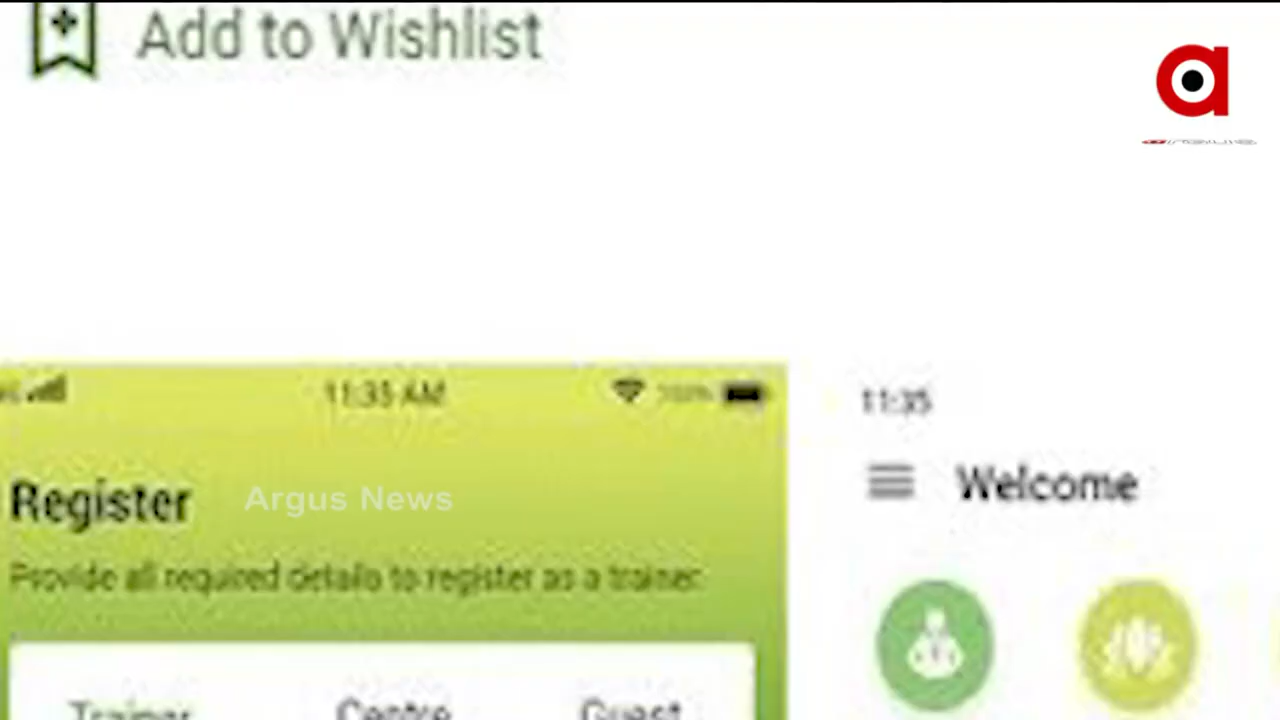 Add to Wishlist
11:35 AM
100%
11:35
Register
Argus News
Welcome
Provide all required details to register as a trainer.
Trainer
Centre
Guest